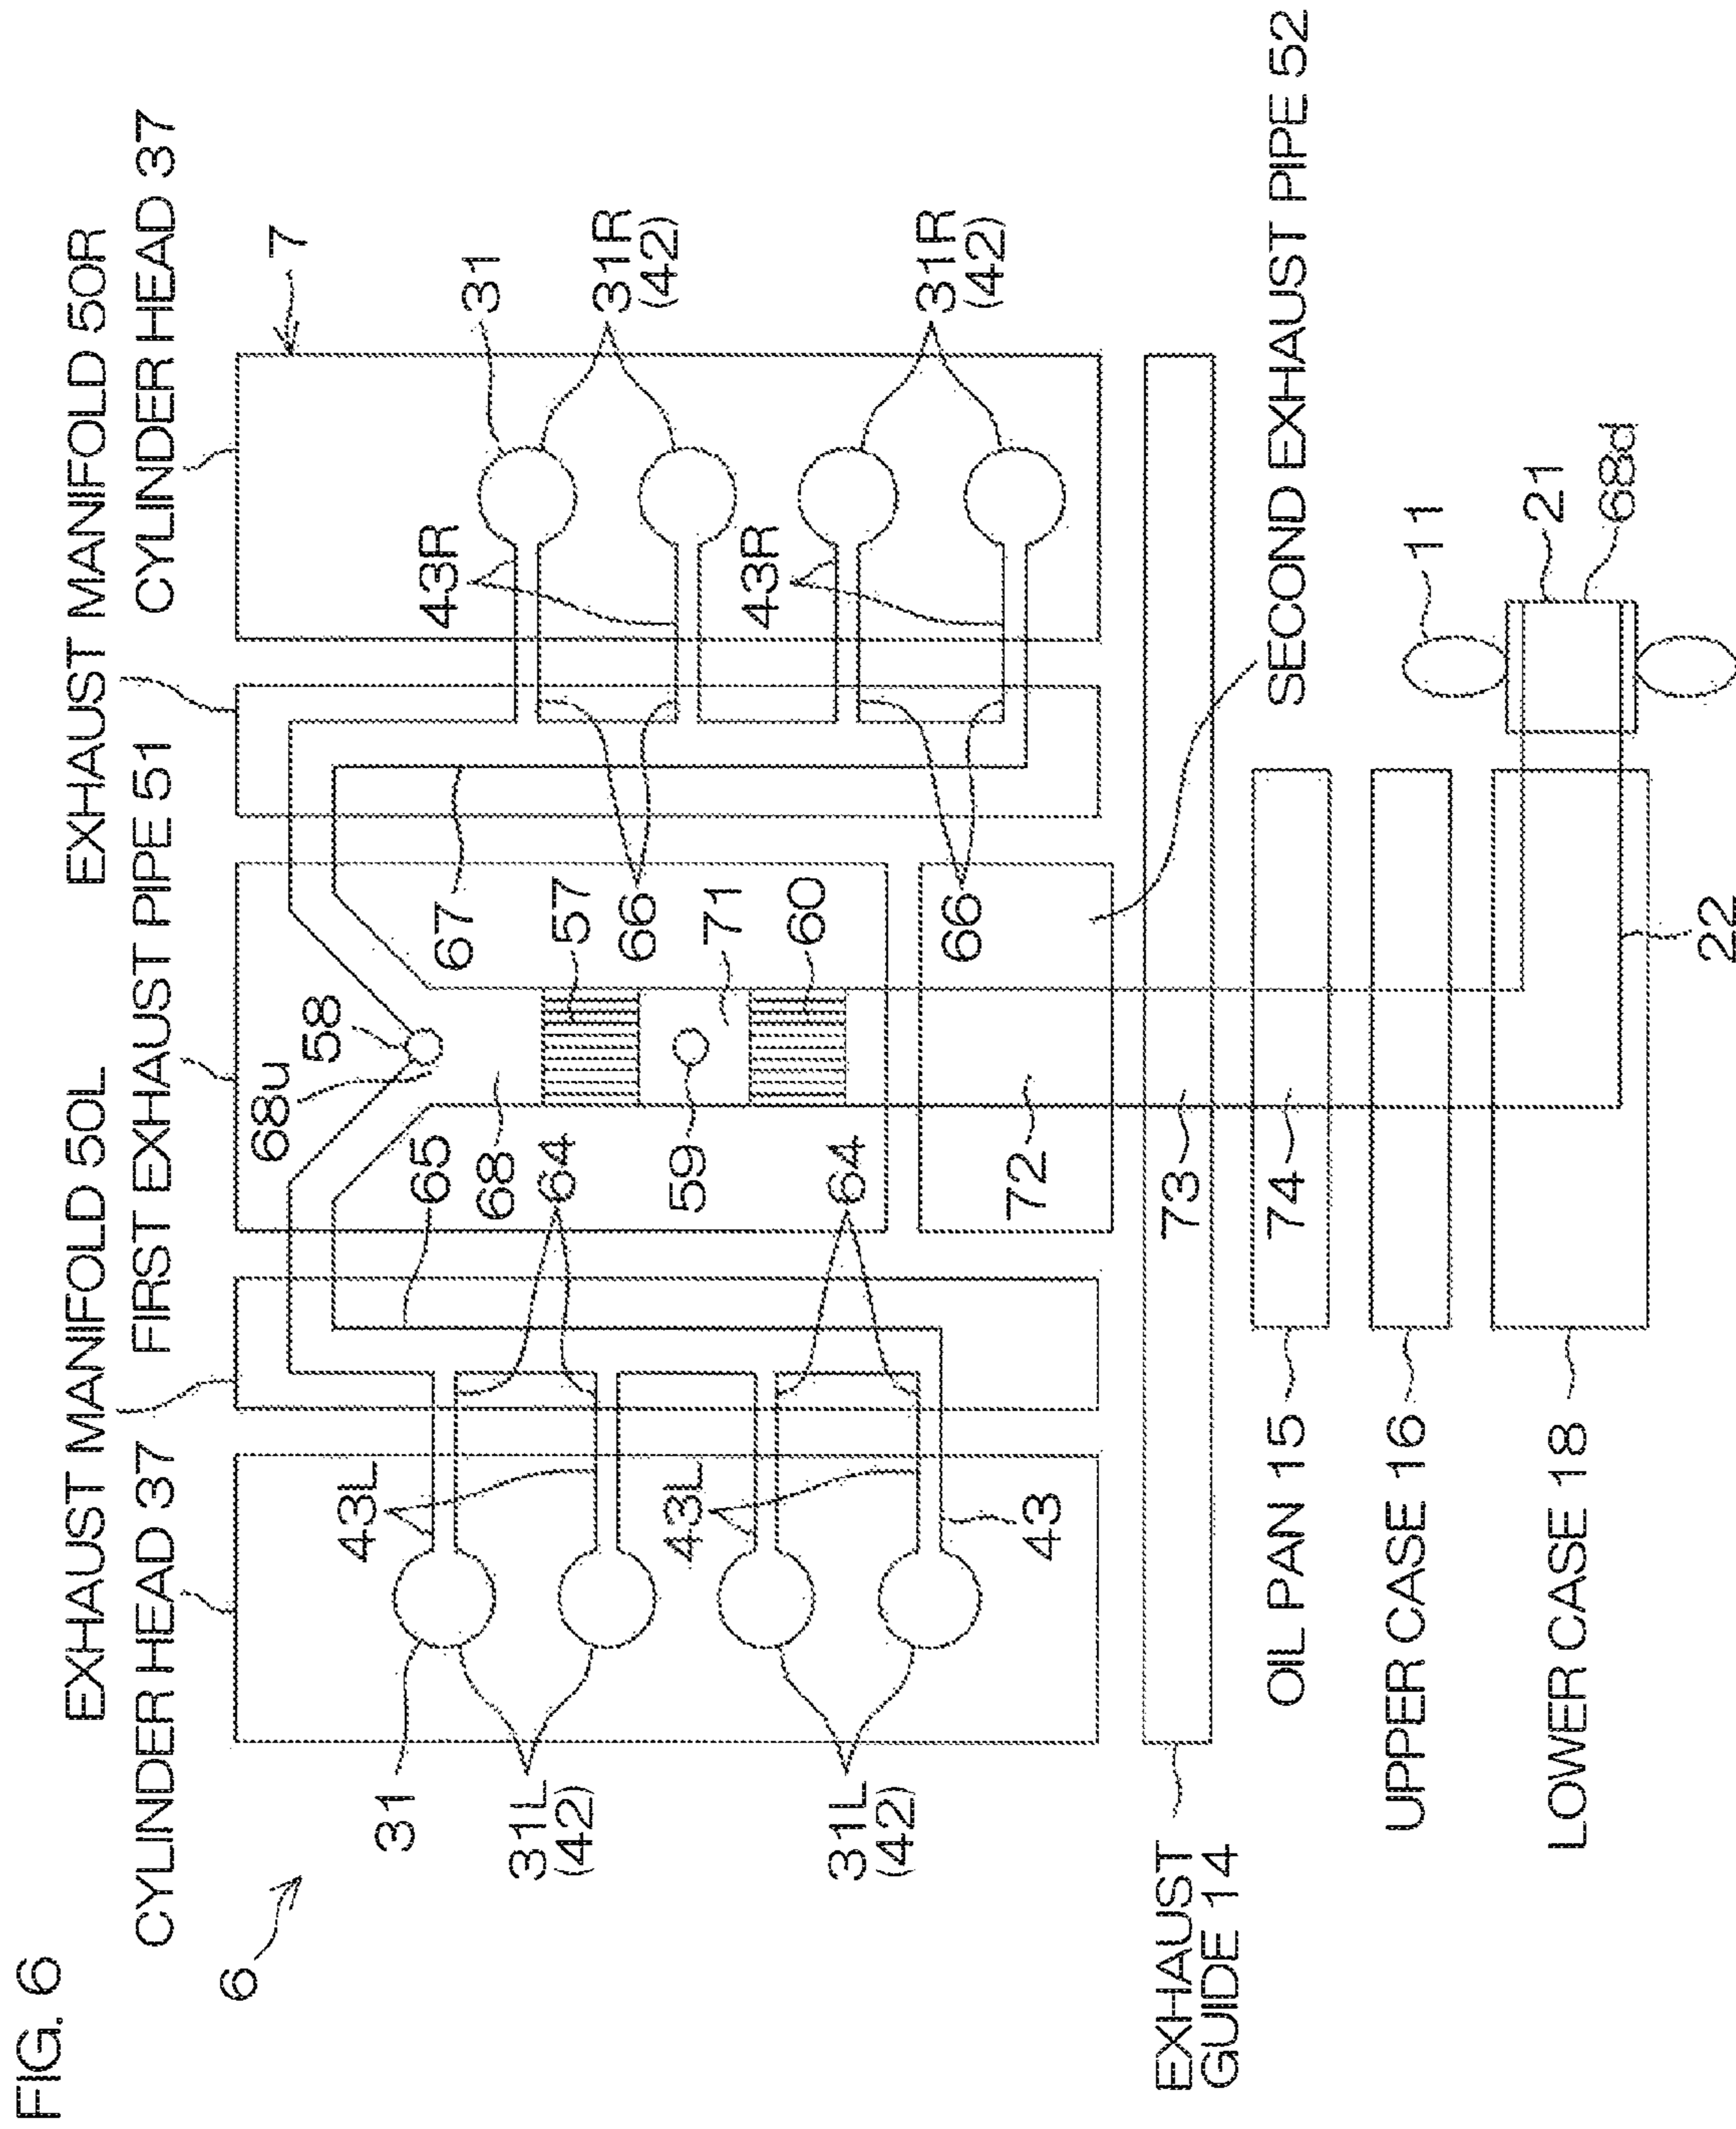 FIG. 6
6
EXHAUST MANIFOLD 50L
EXHAUST MANIFOLD 50R
CYLINDER HEAD 37
FIRST EXHAUST PIPE 51
CYLINDER HEAD 37
7
68u
58
31
43L
65
67
43R
31
31L
(42)
64
68
57
66
31R
(42)
59
71
43L
60
43R
31L
(42)
64
66
31R
(42)
43
72
EXHAUST
GUIDE 14
73
SECOND EXHAUST PIPE 52
OIL PAN 15
74
UPPER CASE 16
11
LOWER CASE 18
21
68d
22